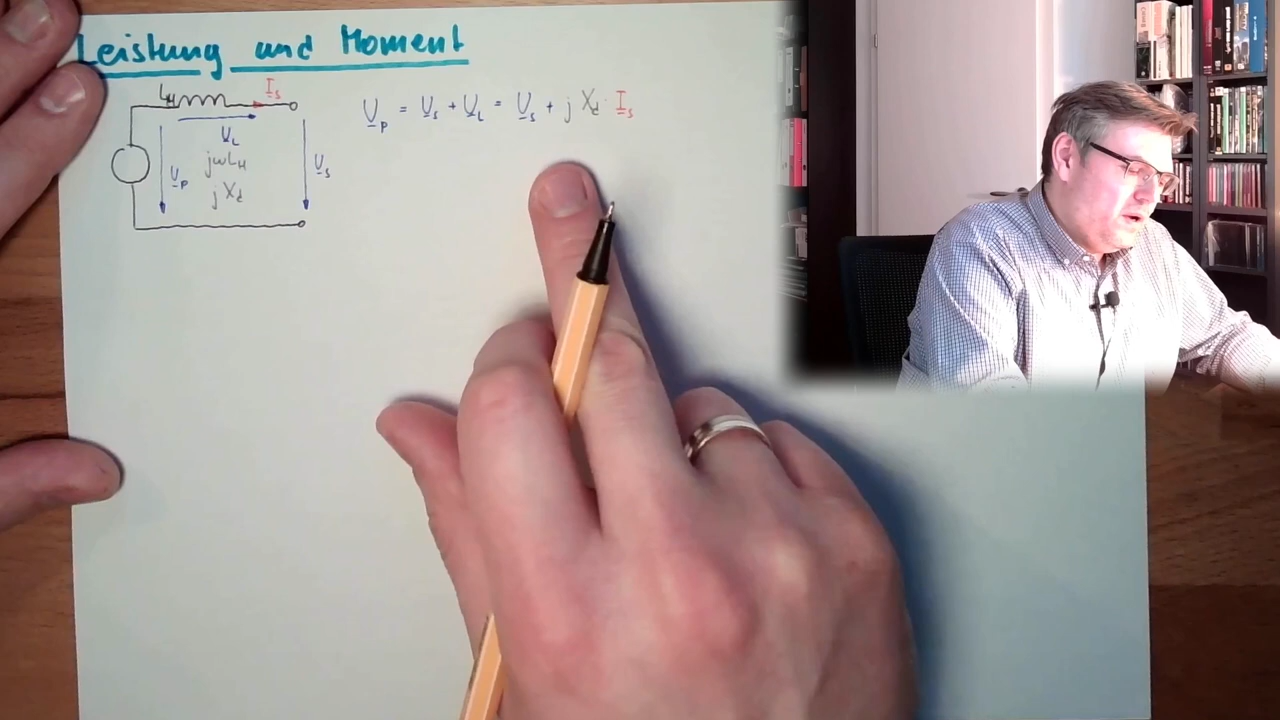 Leistung und Moment
L_H I_s
U_L
jωL_H
jX_d
U_p
U_s
U_p = U_s + U_L = U_s + j X_d · I_s